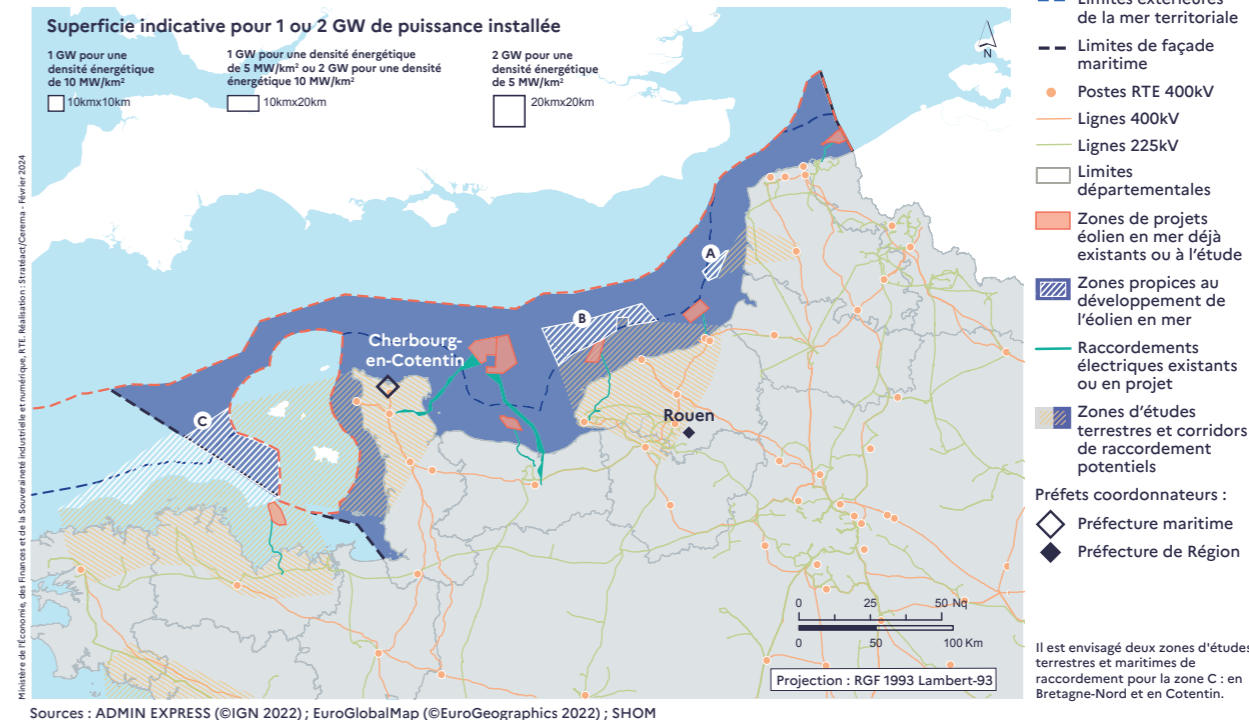 Superficie indicative pour 1 ou 2 GW de puissance installée
1 GW pour une
densité énergétique
de 10 MW/km²
10kmx10km
1 GW pour une densité énergétique
de 5 MW/km² ou 2 GW pour une densité
énergétique 10 MW/km²
10kmx20km
2 GW pour une
densité énergétique
de 5 MW/km²
20kmx20km
N
Ministère de l'Économie, des Finances et de la Souveraineté industrielle et numérique, RTE. Réalisation : Stratéact/Cerema - Février 2024
A
B
C
Cherbourg-
en-Cotentin
Rouen
0 25 50 Nq
0 50 100 Km
Projection : RGF 1993 Lambert-93
Limites extérieures
de la mer territoriale
Limites de façade
maritime
Postes RTE 400kV
Lignes 400kV
Lignes 225kV
Limites
départementales
Zones de projets
éolien en mer déjà
existants ou à l'étude
Zones propices au
développement de
l'éolien en mer
Raccordements
électriques existants
ou en projet
Zones d'études
terrestres et corridors
de raccordement
potentiels
Préfets coordonnateurs :
Préfecture maritime
Préfecture de Région
Il est envisagé deux zones d'études
terrestres et maritimes de
raccordement pour la zone C : en
Bretagne-Nord et en Cotentin.
Sources : ADMIN EXPRESS (©IGN 2022) ; EuroGlobalMap (©EuroGeographics 2022) ; SHOM